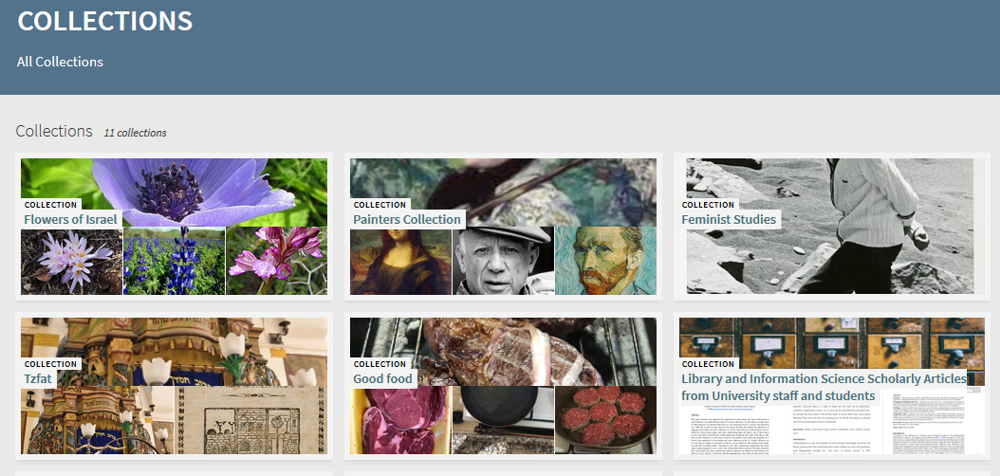 COLLECTIONS
All Collections
Collections 11 collections
COLLECTION
Flowers of Israel
COLLECTION
Painters Collection
COLLECTION
Feminist Studies
COLLECTION
Tzfat
COLLECTION
Good food
COLLECTION
Library and Information Science Scholarly Articles
from University staff and students